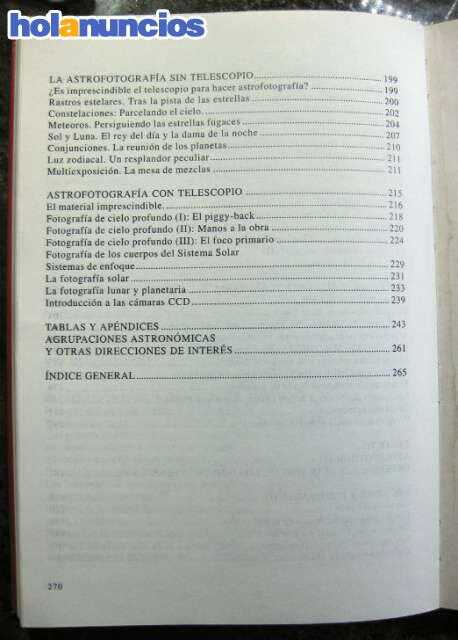 holanuncios
LA ASTROFOTOGRAFÍA SIN TELESCOPIO 199
¿Es imprescindible el telescopio para hacer astrofotografía? 199
Rastros estelares. Tras la pista de las estrellas 200
Constelaciones: Parcelando el cielo. 202
Meteoros. Persiguiendo las estrellas fugaces 204
Sol y Luna. El rey del día y la dama de la noche 207
Conjunciones. La reunión de los planetas 210
Luz zodiacal. Un resplandor peculiar 211
Multiexposición. La mesa de mezclas 211
ASTROFOTOGRAFÍA CON TELESCOPIO 215
El material imprescindible. 216
Fotografía de cielo profundo (I): El piggy-back 218
Fotografía de cielo profundo (II): Manos a la obra 220
Fotografía de cielo profundo (III): El foco primario 224
Fotografía de los cuerpos del Sistema Solar
Sistemas de enfoque 229
La fotografía solar 231
La fotografía lunar y planetaria 233
Introducción a las cámaras CCD 239
TABLAS Y APÉNDICES 243
AGRUPACIONES ASTRONÓMICAS
Y OTRAS DIRECCIONES DE INTERÉS 261
ÍNDICE GENERAL 265
270